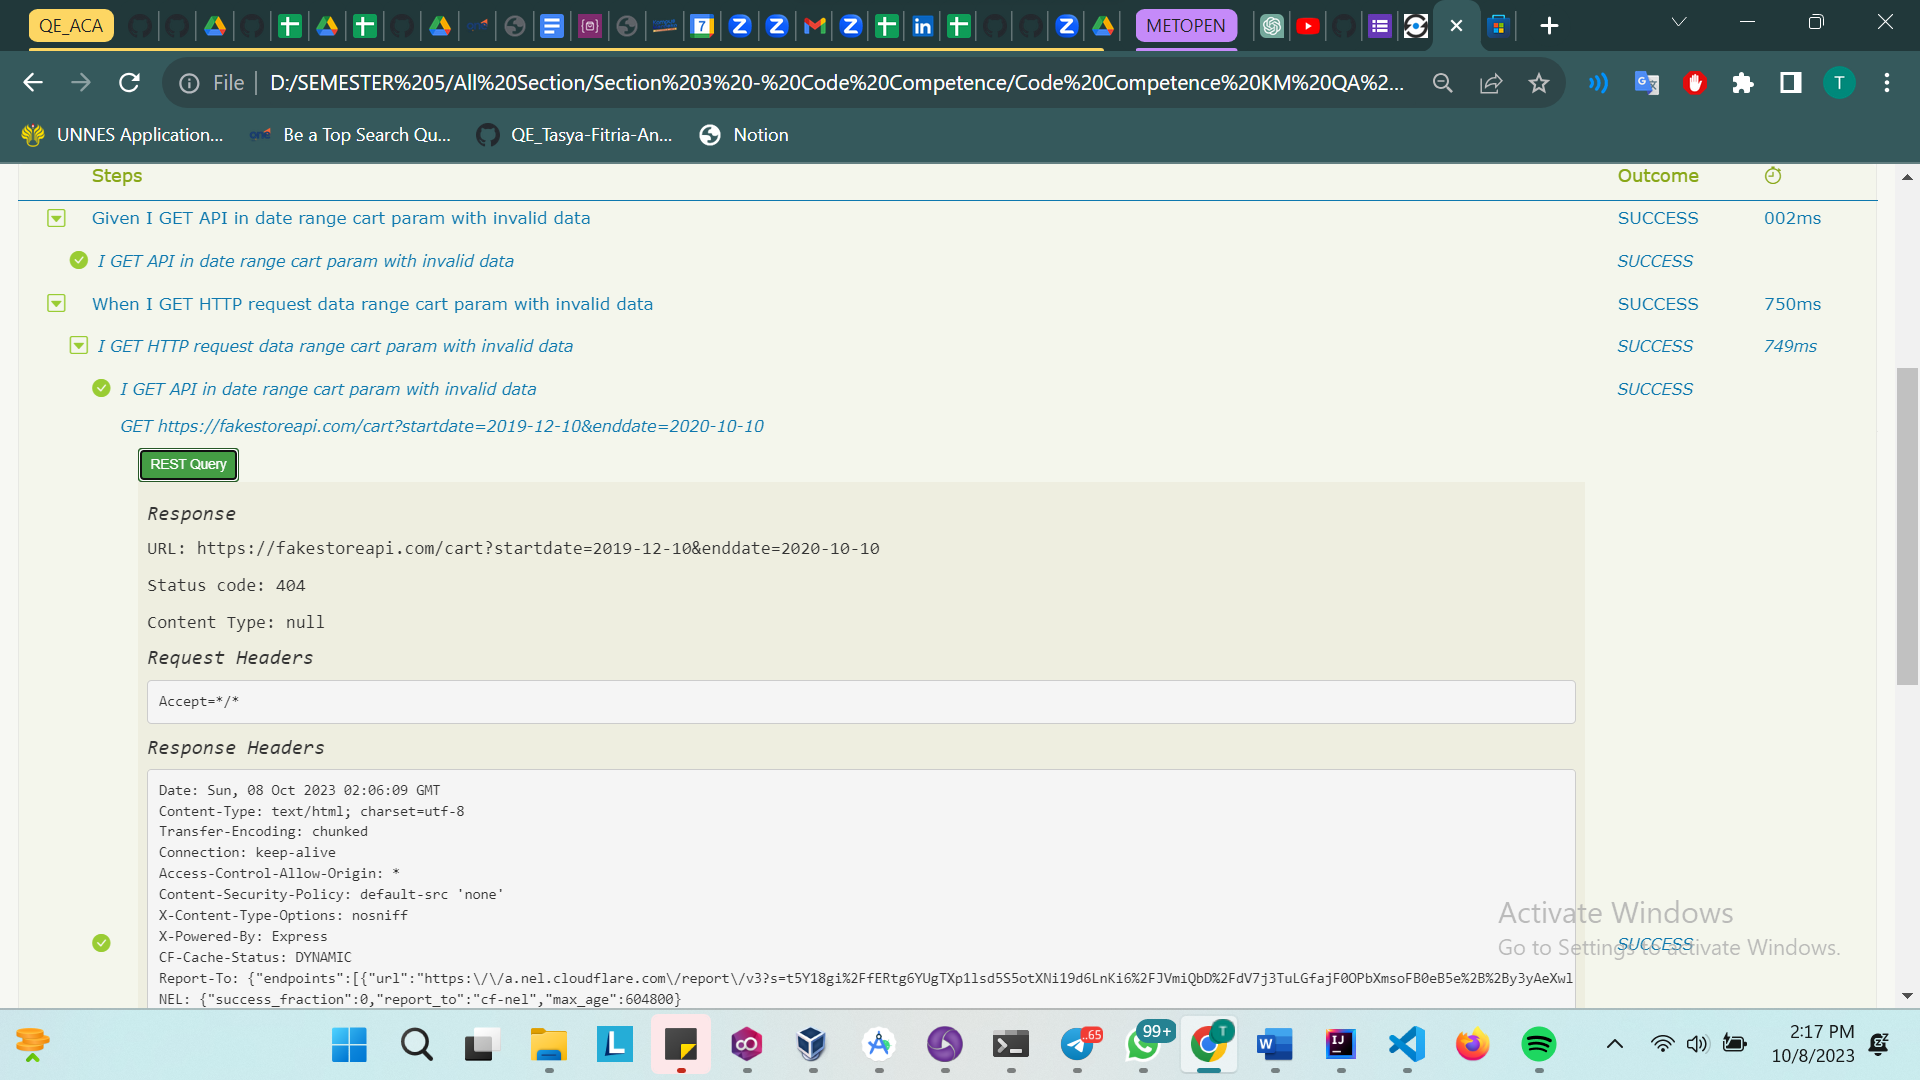 QE_ACA
METOPEN
File
D:/SEMESTER%205/All%20Section/Section%203%20-%20Code%20Competence/Code%20Competence%20KM%20QA%2...
T
UNNES Application...
Be a Top Search Qu...
QE_Tasya-Fitria-An...
Notion
Steps Outcome
Given I GET API in date range cart param with invalid data SUCCESS 002ms
I GET API in date range cart param with invalid data SUCCESS
When I GET HTTP request data range cart param with invalid data SUCCESS 750ms
I GET HTTP request data range cart param with invalid data SUCCESS 749ms
I GET API in date range cart param with invalid data SUCCESS
GET https://fakestoreapi.com/cart?startdate=2019-12-10&enddate=2020-10-10
REST Query
Response
URL: https://fakestoreapi.com/cart?startdate=2019-12-10&enddate=2020-10-10
Status code: 404
Content Type: null
Request Headers
Accept=*/*
Response Headers
Date: Sun, 08 Oct 2023 02:06:09 GMT
Content-Type: text/html; charset=utf-8
Transfer-Encoding: chunked
Connection: keep-alive
Access-Control-Allow-Origin: *
Content-Security-Policy: default-src 'none'
X-Content-Type-Options: nosniff
X-Powered-By: Express
CF-Cache-Status: DYNAMIC
Report-To: {"endpoints":[{"url":"https:\/\/a.nel.cloudflare.com\/report\/v3?s=t5Y18gi%2FfERtg6YUgTXp1lsd5S5otXNi19d6LnKi6%2FJVmiQbD%2FdV7j3TuLGfajF0OPbXmsoFB0eB5e%2B%2By3yAeXwl
NEL: {"success_fraction":0,"report_to":"cf-nel","max_age":604800}
SUCCESS
Activate Windows
Go to Settings to activate Windows.
65
99+
T
2:17 PM
10/8/2023